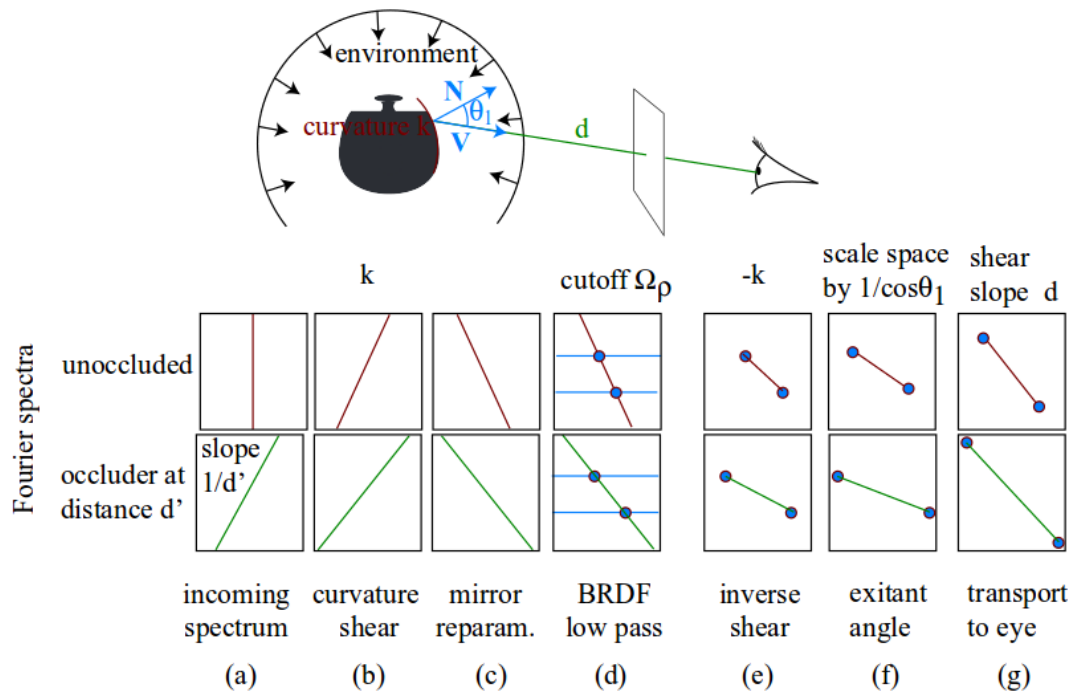 environment
N
θ1
curvature k
V
d
k
cutoff Ωρ
-k
scale space
by 1/cosθ1
shear
slope d
Fourier spectra
unoccluded
occluder at
distance d’
slope
1/d’
incoming
spectrum
curvature
shear
mirror
reparam.
BRDF
low pass
inverse
shear
exitant
angle
transport
to eye
(a)
(b)
(c)
(d)
(e)
(f)
(g)